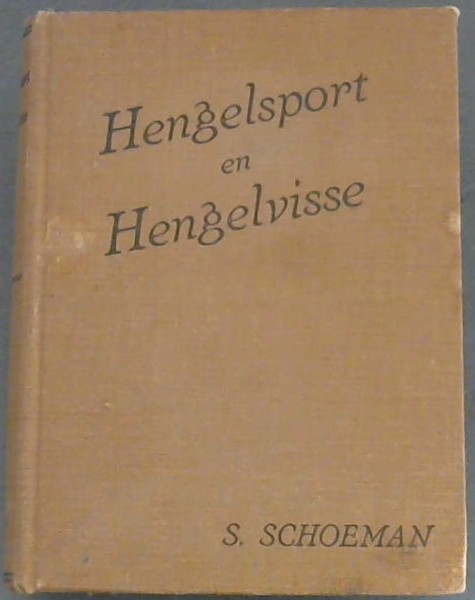 Hengelsport
en
Hengelvisse
S. SCHOEMAN